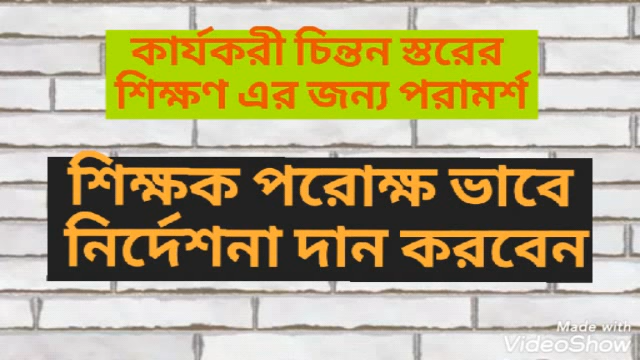 কার্যকরী চিন্তন স্তরের
শিক্ষণ এর জন্য পরামর্শ
শিক্ষক পরোক্ষ ভাবে
নির্দেশনা দান করবেন
Made with
VideoShow